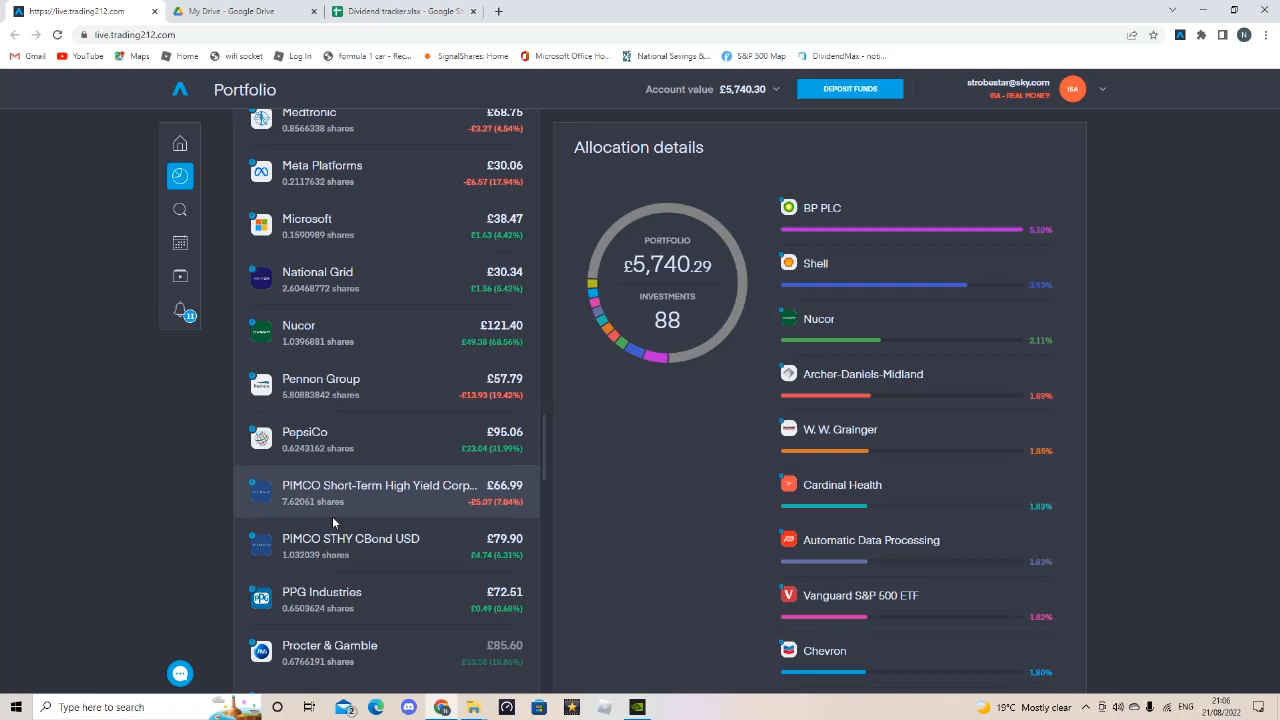 https://live.trading212.com
My Drive - Google Drive
Dividend tracker.xlsx - Google S
live.trading212.com
N
Gmail
YouTube
Maps
Home
wifi socket
Log In
formula 1 car - Rec...
SignalShares: Home
Microsoft Office Ho...
National Savings &...
S&P 500 Map
DividendMax - noti...
Portfolio
Account value £5,740.30
DEPOSIT FUNDS
strobestar@sky.com
ISA - REAL MONEY
ISA
Medtronic £68.75
0.8566338 shares -£3.27 (4.54%)
Meta Platforms £30.06
0.2117632 shares -£6.57 (17.94%)
Microsoft £38.47
0.1590989 shares £1.63 (4.42%)
National Grid £30.34
2.60468772 shares £1.56 (5.42%)
Nucor £121.40
1.0396881 shares £49.38 (68.56%)
Pennon Group £57.79
5.80883842 shares -£13.93 (19.42%)
PepsiCo £95.06
0.6243162 shares £23.04 (31.99%)
PIMCO Short-Term High Yield Corp... £66.99
7.62061 shares -£5.07 (7.04%)
PIMCO STHY CBond USD £79.90
1.032039 shares £4.74 (6.31%)
PPG Industries £72.51
0.6503624 shares £0.49 (0.68%)
Procter & Gamble £85.60
0.6766191 shares £13.58 (18.86%)
11
Allocation details
PORTFOLIO
£5,740.29
INVESTMENTS
88
BP PLC
5.10%
Shell
3.93%
Nucor
2.11%
Archer-Daniels-Midland
1.89%
W. W. Grainger
1.85%
Cardinal Health
1.83%
Automatic Data Processing
1.83%
Vanguard S&P 500 ETF
1.82%
Chevron
1.80%
Type here to search
2
19°C Mostly clear
ENG
21:06